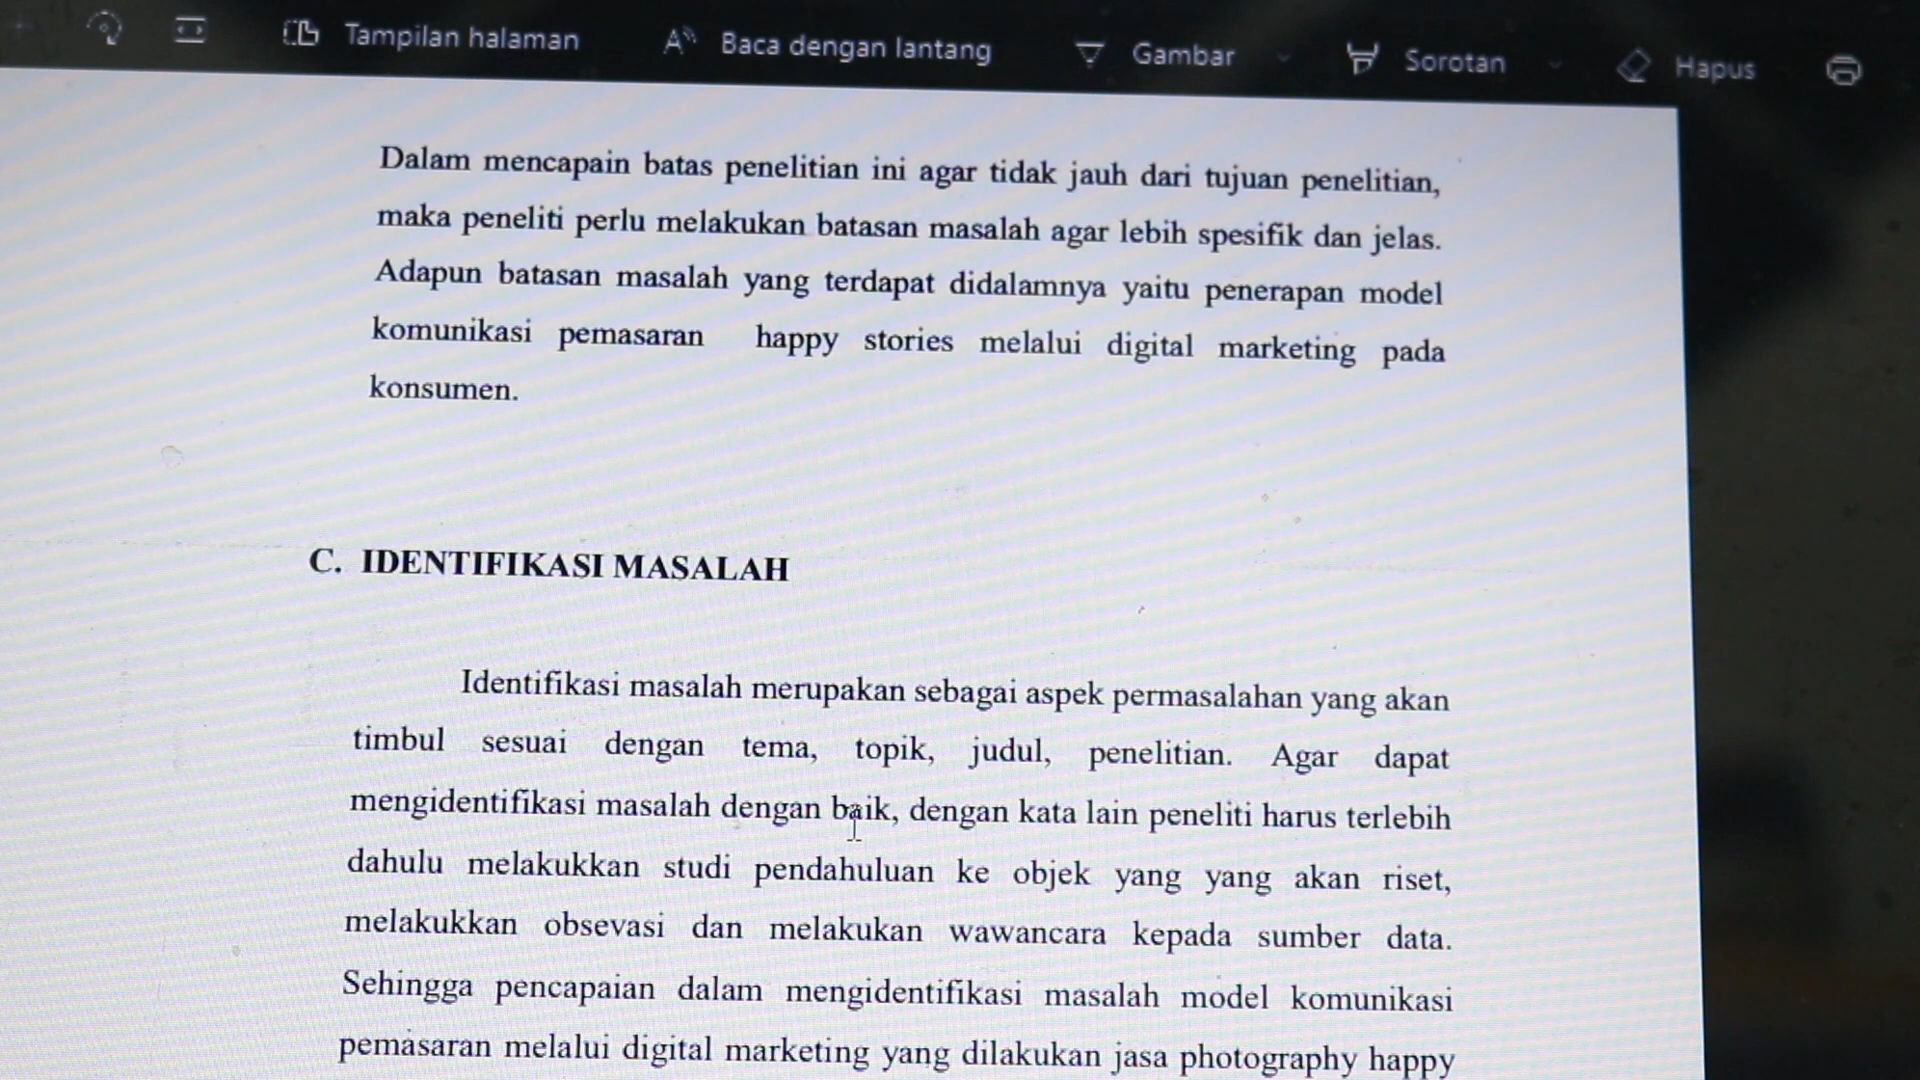 Tampilan halaman Baca dengan lantang Gambar Sorotan Hapus
Dalam mencapain batas penelitian ini agar tidak jauh dari tujuan penelitian,
maka peneliti perlu melakukan batasan masalah agar lebih spesifik dan jelas.
Adapun batasan masalah yang terdapat didalamnya yaitu penerapan model
komunikasi pemasaran happy stories melalui digital marketing pada
konsumen.
C. IDENTIFIKASI MASALAH
Identifikasi masalah merupakan sebagai aspek permasalahan yang akan
timbul sesuai dengan tema, topik, judul, penelitian. Agar dapat
mengidentifikasi masalah dengan baik, dengan kata lain peneliti harus terlebih
dahulu melakukkan studi pendahuluan ke objek yang yang akan riset,
melakukkan obsevasi dan melakukan wawancara kepada sumber data.
Sehingga pencapaian dalam mengidentifikasi masalah model komunikasi
pemasaran melalui digital marketing yang dilakukan jasa photography happy